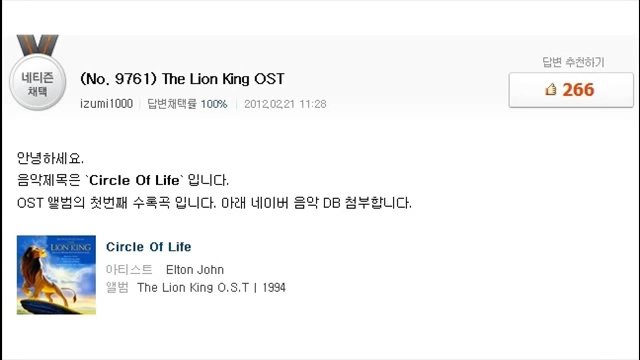 네티즌
채택
(No. 9761) The Lion King OST
izumi1000 | 답변채택률 100% | 2012.02.21 11:28
답변 추천하기
266
안녕하세요.
음악제목은 `Circle Of Life` 입니다.
OST 앨범의 첫번째 수록곡 입니다. 아래 네이버 음악 DB 첨부합니다.
THE LION KING
Circle Of Life
아티스트 Elton John
앨범 The Lion King O.S.T | 1994